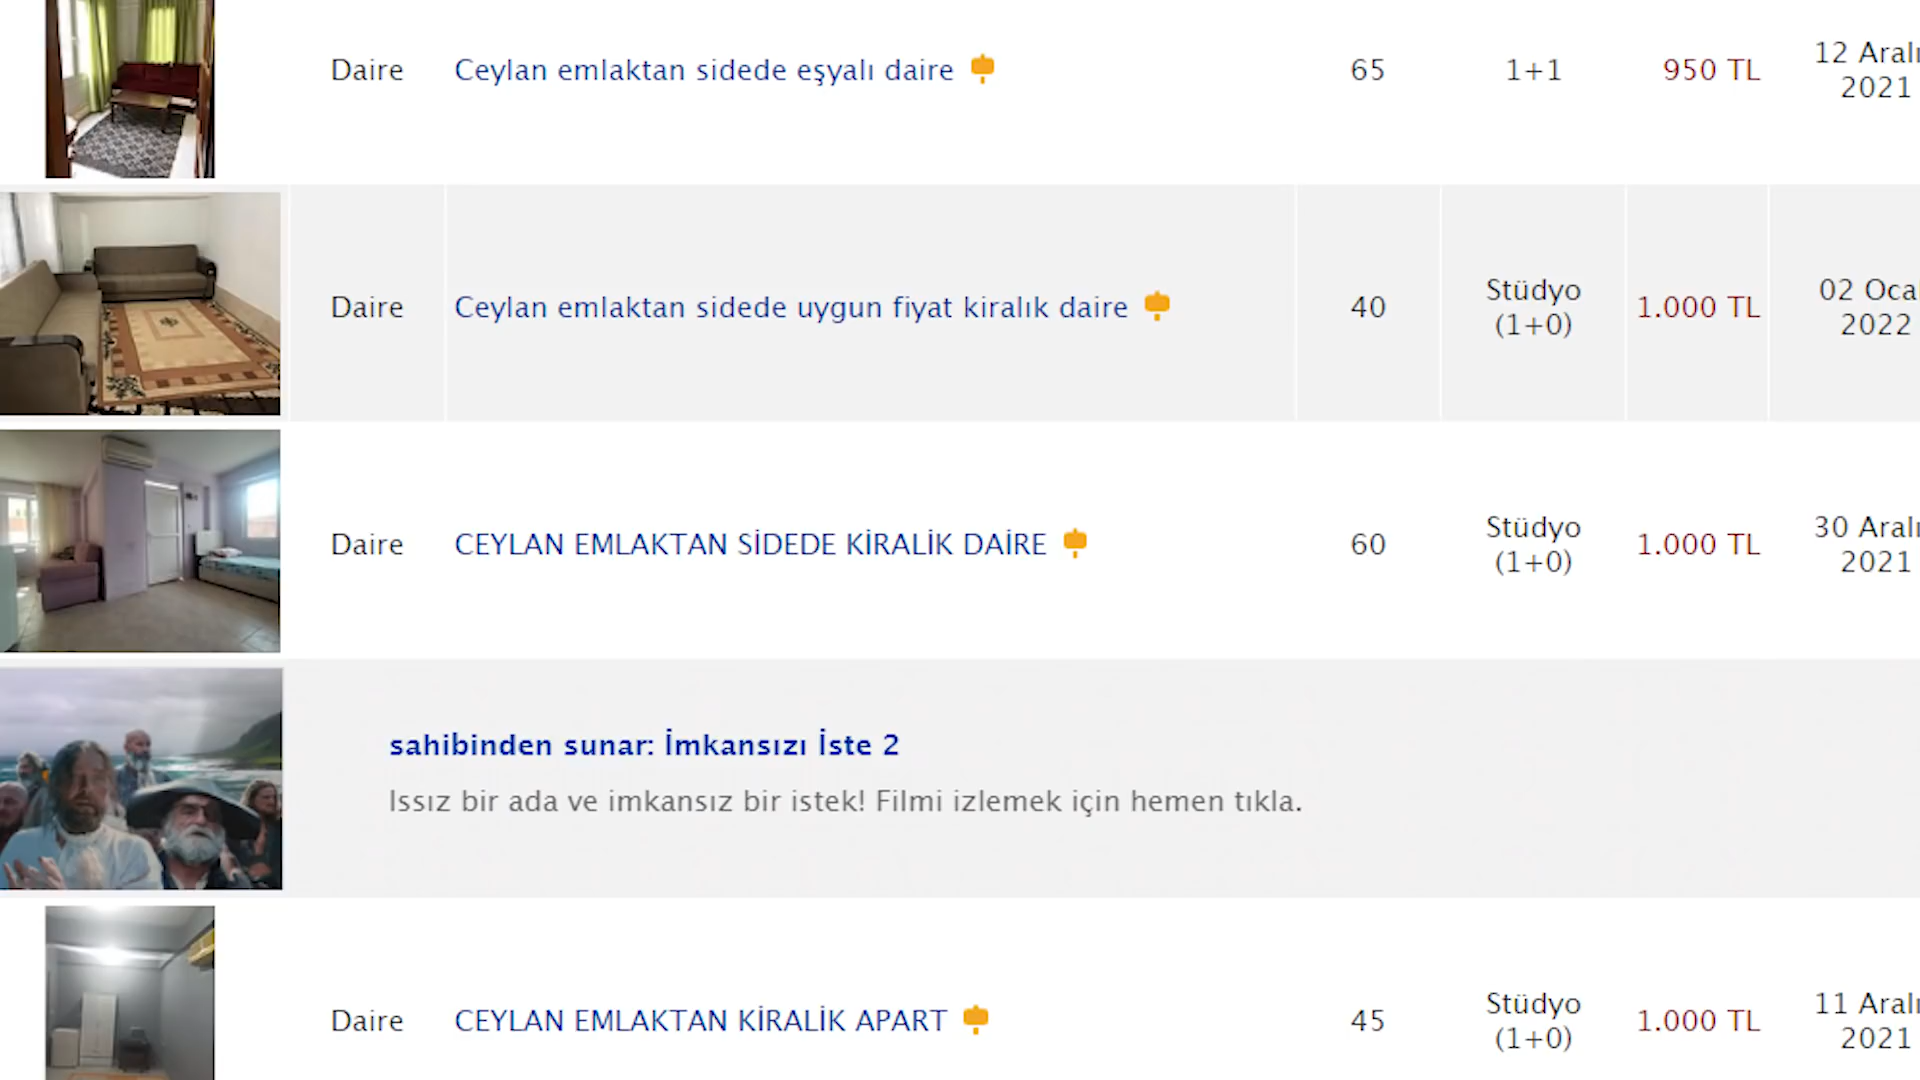 Daire Ceylan emlaktan sidede eşyalı daire 65 1+1 950 TL 12 Aralı
2021
Daire Ceylan emlaktan sidede uygun fiyat kiralık daire 40 Stüdyo
(1+0) 1.000 TL 02 Oca
2022
Daire CEYLAN EMLAKTAN SİDEDE KİRALİK DAİRE 60 Stüdyo
(1+0) 1.000 TL 30 Aralı
2021
sahibinden sunar: İmkansızı İste 2
Issız bir ada ve imkansız bir istek! Filmi izlemek için hemen tıkla.
Daire CEYLAN EMLAKTAN KİRALİK APART 45 Stüdyo
(1+0) 1.000 TL 11 Aralı
2021